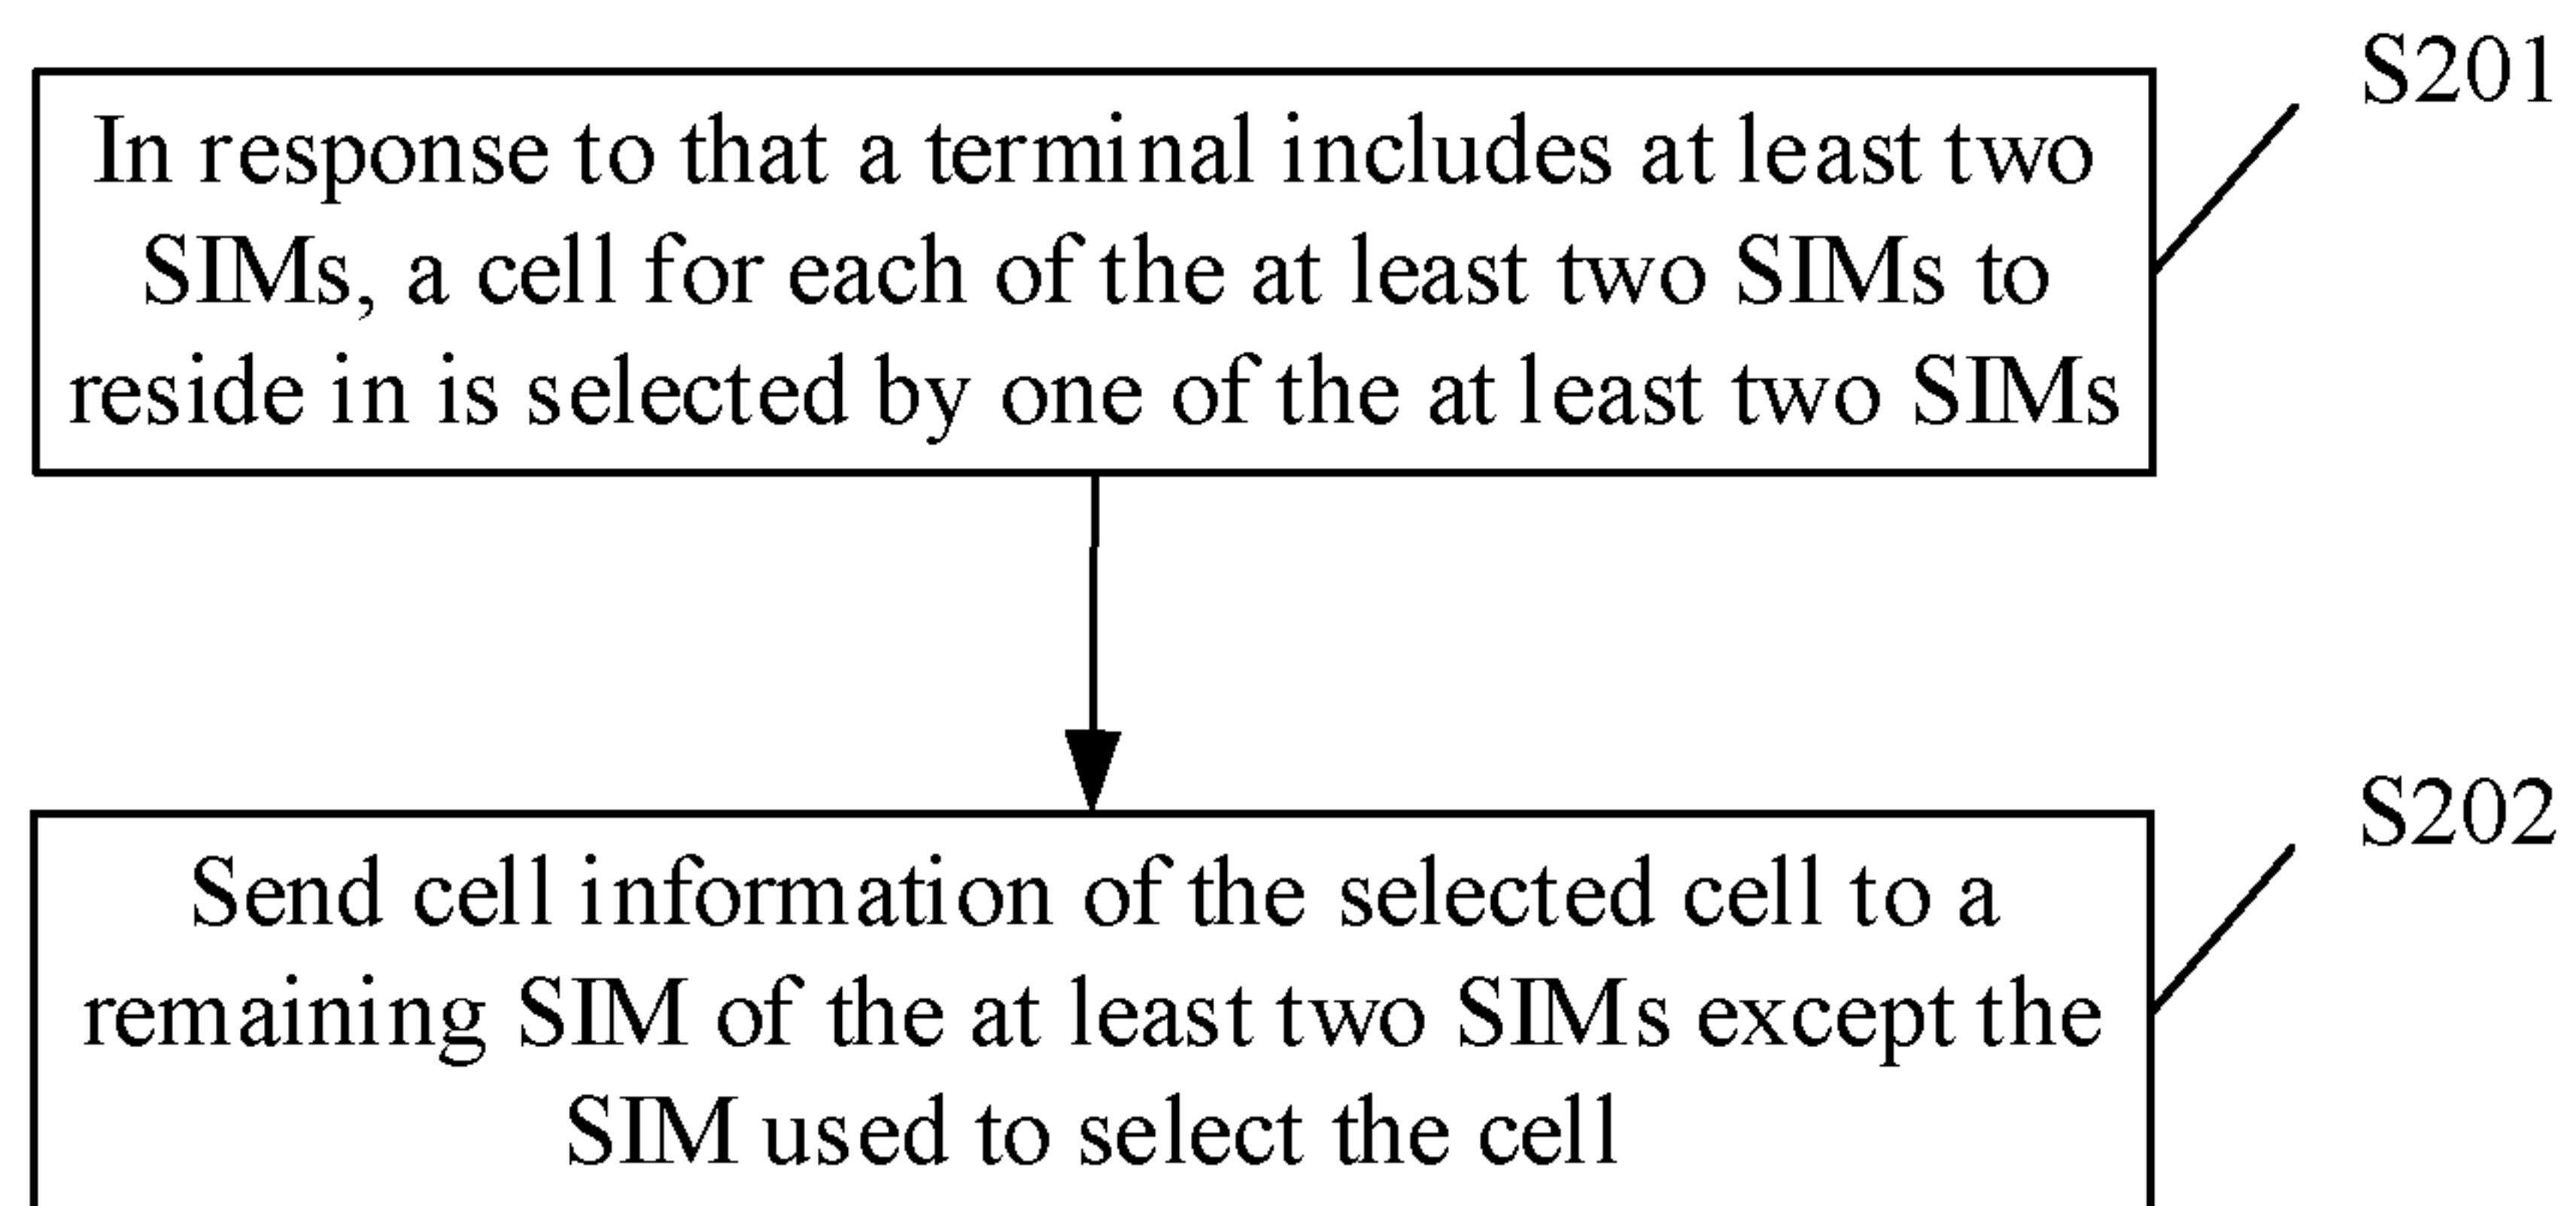 S201
In response to that a terminal includes at least two
SIMs, a cell for each of the at least two SIMs to
reside in is selected by one of the at least two SIMs
S202
Send cell information of the selected cell to a
remaining SIM of the at least two SIMs except the
SIM used to select the cell